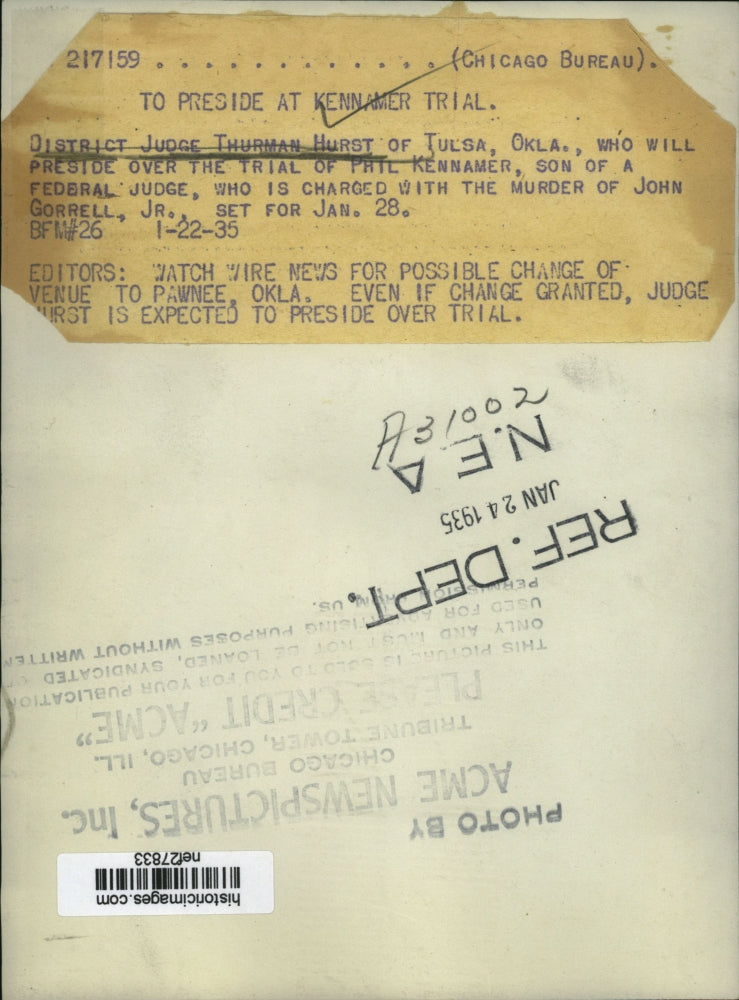 217159 . . . . . . . . . . . . . (CHICAGO BUREAU).
TO PRESIDE AT KENNAMER TRIAL.
DISTRICT JUDGE THURMAN HURST OF TULSA, OKLA., WHO WILL
PRESIDE OVER THE TRIAL OF PHIL KENNAMER, SON OF A
FEDERAL JUDGE, WHO IS CHARGED WITH THE MURDER OF JOHN
GORRELL, JR., SET FOR JAN. 28.
BFM#26 1-22-35
EDITORS: WATCH WIRE NEWS FOR POSSIBLE CHANGE OF
VENUE TO PAWNEE, OKLA. EVEN IF CHANGE GRANTED, JUDGE
HURST IS EXPECTED TO PRESIDE OVER TRIAL.
A31002
N.E.A
JAN 24 1935
REF. DEPT.
PHOTO BY
ACME NEWSPICTURES, Inc.
CHICAGO BUREAU
TRIBUNE TOWER, CHICAGO, ILL.
PLEASE CREDIT "ACME"
THIS PICTURE IS SOLD TO YOU FOR YOUR PUBLICATION
ONLY AND MUST NOT BE LOANED, SYNDICATED OR
USED FOR ADVERTISING PURPOSES WITHOUT WRITTEN
PERMISSION FROM US.
historicimages.com
nef27833